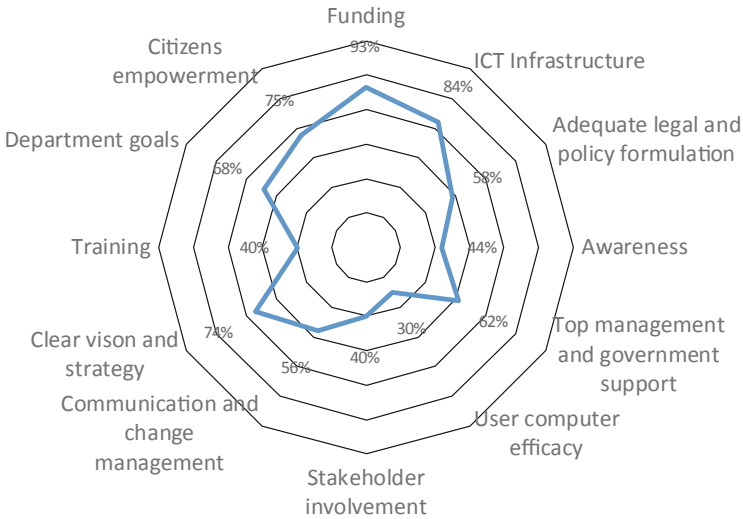 Funding
93%
Citizens
empowerment
ICT Infrastructure
75%
84%
Department goals
Adequate legal and
policy formulation
68%
58%
Training
40%
44%
Awareness
74%
62%
Clear vison and
strategy
Top management
and government
support
30%
40%
56%
Communication and
change
management
User computer
efficacy
Stakeholder
involvement